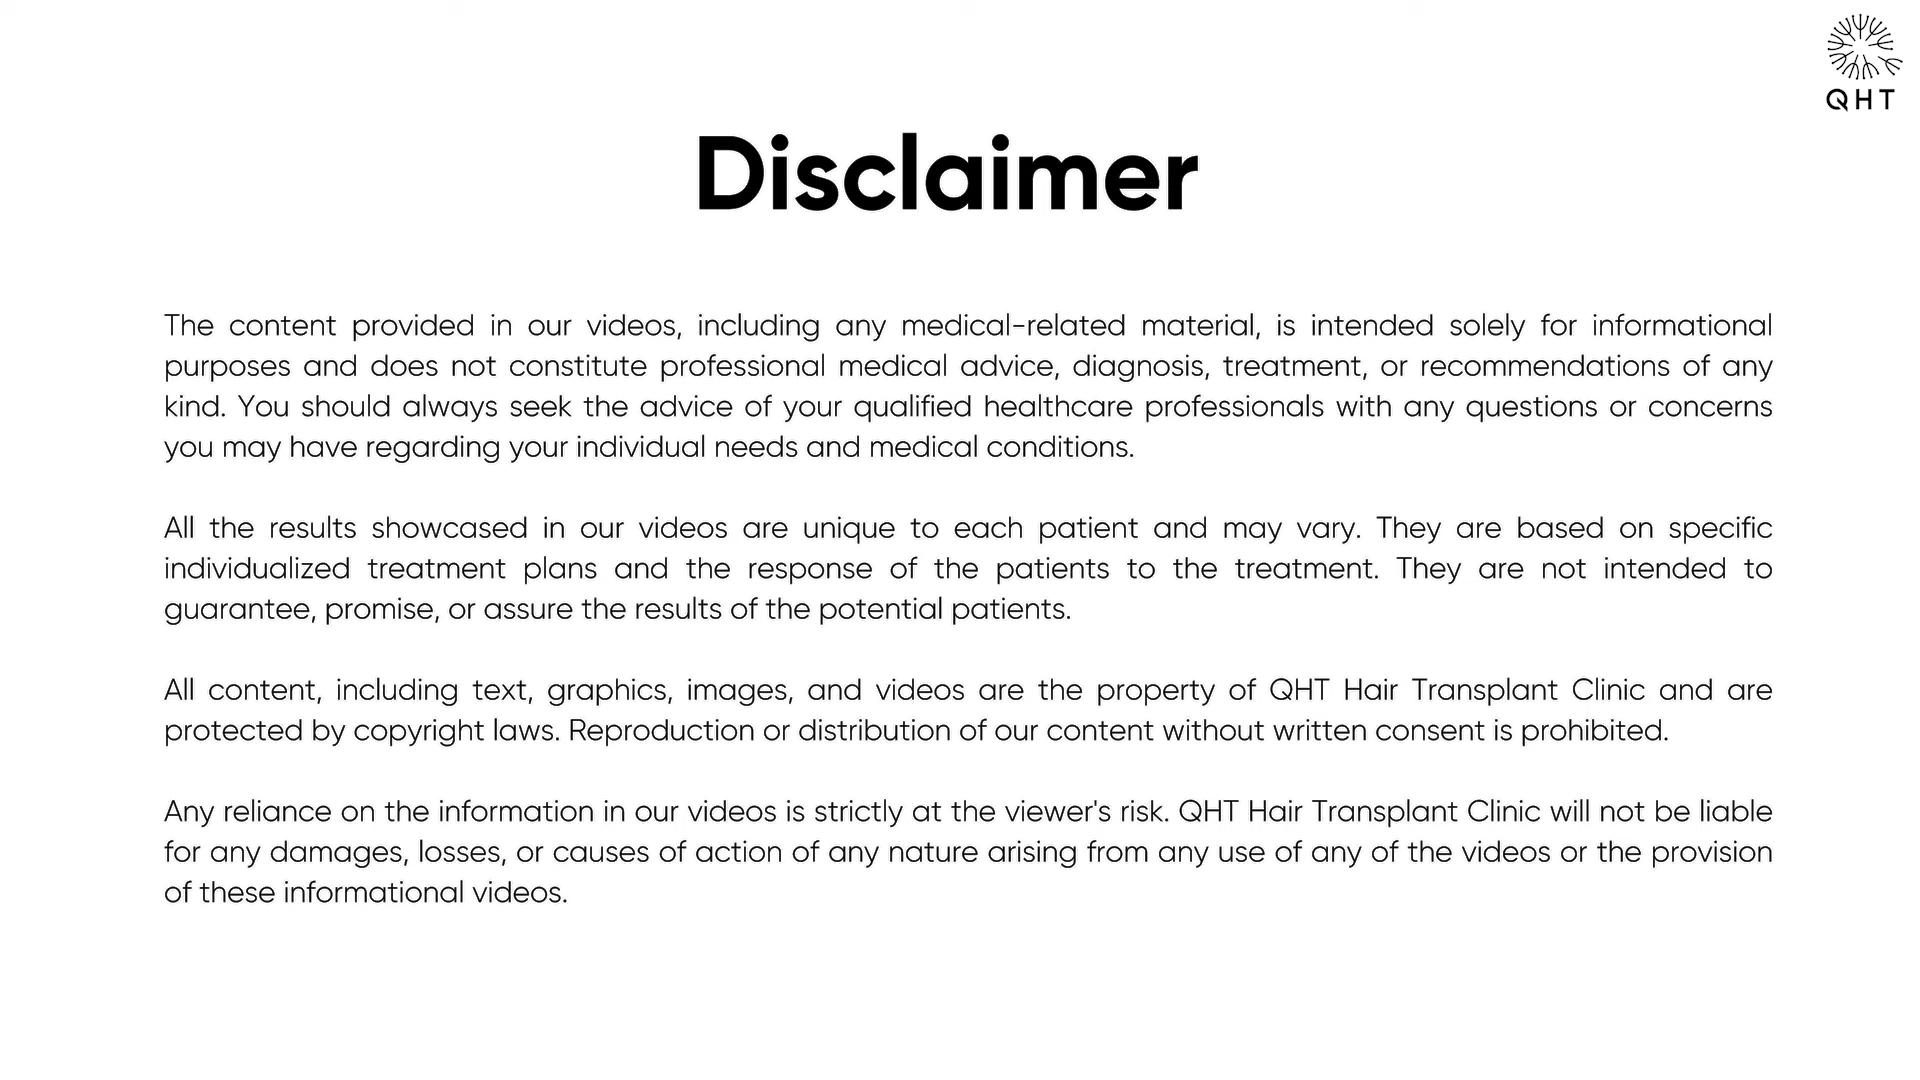 QHT
Disclaimer
The content provided in our videos, including any medical-related material, is intended solely for informational
purposes and does not constitute professional medical advice, diagnosis, treatment, or recommendations of any
kind. You should always seek the advice of your qualified healthcare professionals with any questions or concerns
you may have regarding your individual needs and medical conditions.
All the results showcased in our videos are unique to each patient and may vary. They are based on specific
individualized treatment plans and the response of the patients to the treatment. They are not intended to
guarantee, promise, or assure the results of the potential patients.
All content, including text, graphics, images, and videos are the property of QHT Hair Transplant Clinic and are
protected by copyright laws. Reproduction or distribution of our content without written consent is prohibited.
Any reliance on the information in our videos is strictly at the viewer's risk. QHT Hair Transplant Clinic will not be liable
for any damages, losses, or causes of action of any nature arising from any use of any of the videos or the provision
of these informational videos.